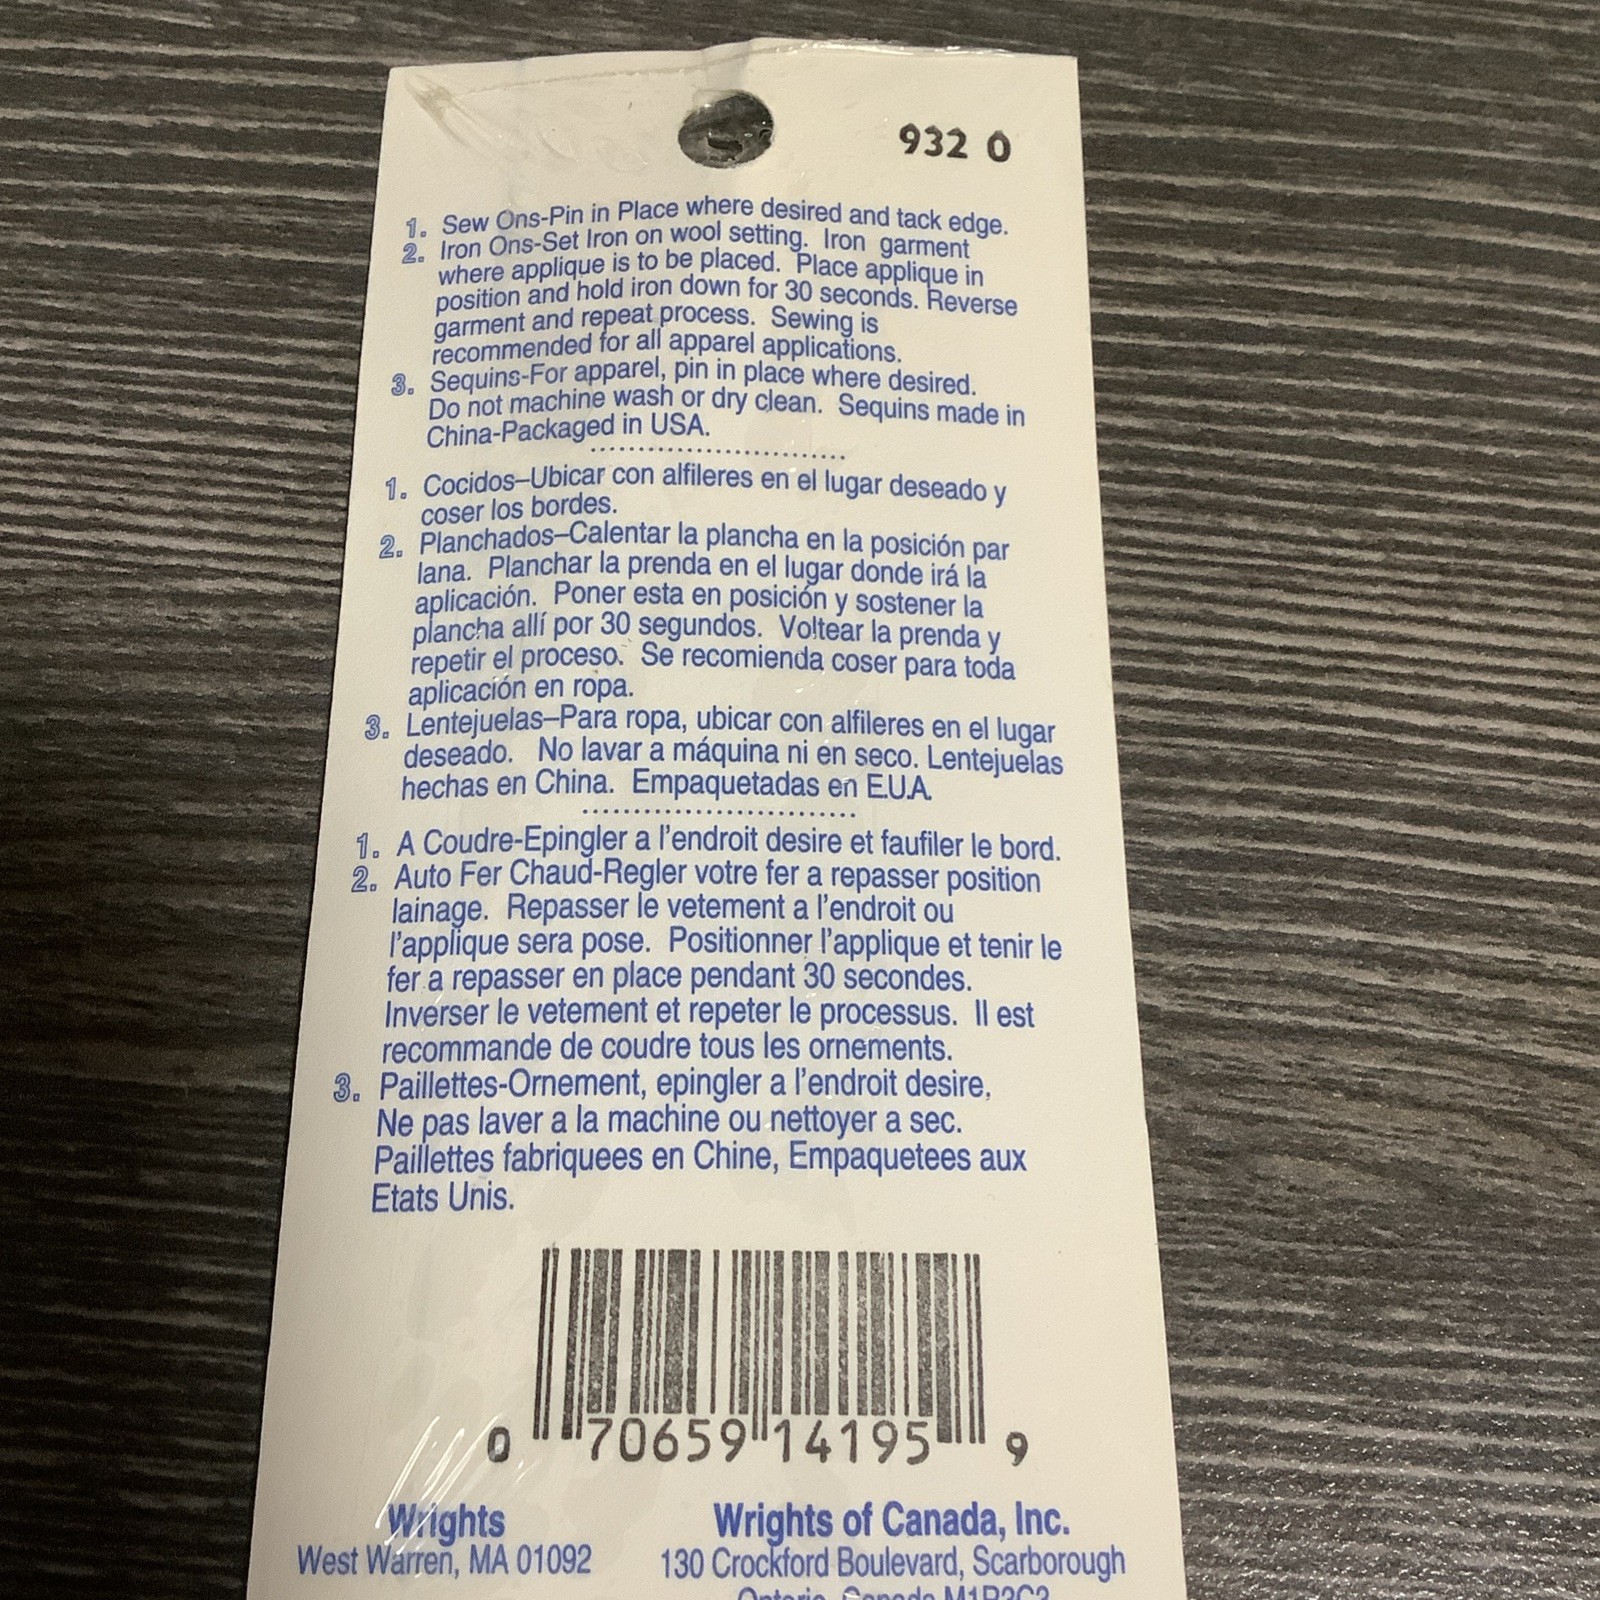 932 0
1. Sew Ons-Pin in Place where desired and tack edge.
2. Iron Ons-Set Iron on wool setting. Iron garment
where applique is to be placed. Place applique in
position and hold iron down for 30 seconds. Reverse
garment and repeat process. Sewing is
recommended for all apparel applications.
3. Sequins-For apparel, pin in place where desired.
Do not machine wash or dry clean. Sequins made in
China-Packaged in USA.
1. Cocidos–Ubicar con alfileres en el lugar deseado y
coser los bordes.
2. Planchados–Calentar la plancha en la posición par
lana. Planchar la prenda en el lugar donde irá la
aplicación. Poner esta en posición y sostener la
plancha allí por 30 segundos. Voltear la prenda y
repetir el proceso. Se recomienda coser para toda
aplicación en ropa.
3. Lentejuelas–Para ropa, ubicar con alfileres en el lugar
deseado. No lavar a máquina ni en seco. Lentejuelas
hechas en China. Empaquetadas en E.U.A.
1. A Coudre-Epingler a l'endroit desire et faufiler le bord.
2. Auto Fer Chaud-Regler votre fer a repasser position
lainage. Repasser le vetement a l'endroit ou
l'applique sera pose. Positionner l'applique et tenir le
fer a repasser en place pendant 30 secondes.
Inverser le vetement et repeter le processus. Il est
recommande de coudre tous les ornements.
3. Paillettes-Ornement, epingler a l'endroit desire,
Ne pas laver a la machine ou nettoyer a sec.
Paillettes fabriquees en Chine, Empaquetees aux
Etats Unis.
0 70659 14195 9
Wrights
West Warren, MA 01092
Wrights of Canada, Inc.
130 Crockford Boulevard, Scarborough
Ontario, Canada